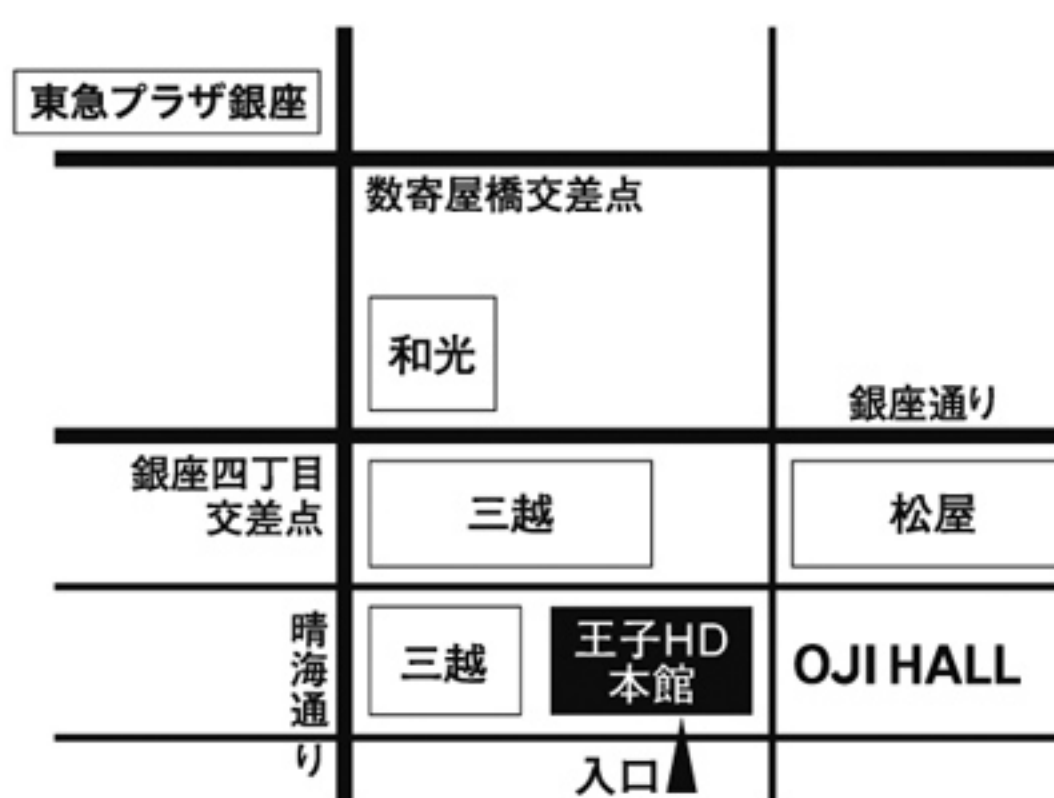 東急プラザ銀座
数寄屋橋交差点
和光
銀座通り
銀座四丁目
交差点
三越
松屋
晴海通り
三越
王子HD
本館
OJI HALL
入口